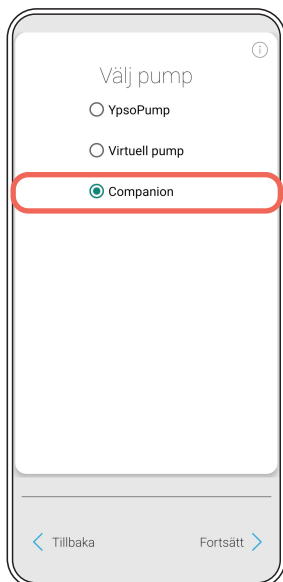 Välj pump
YpsoPump
Virtuell pump
Companion
Tillbaka
Fortsätt